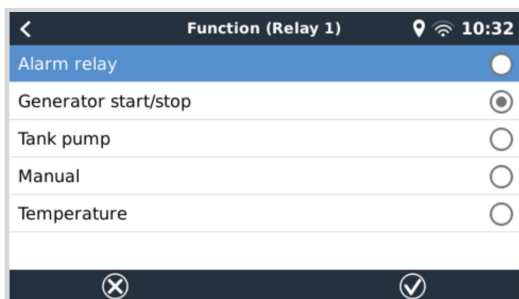 Function (Relay 1) 10:32
Alarm relay
Generator start/stop
Tank pump
Manual
Temperature